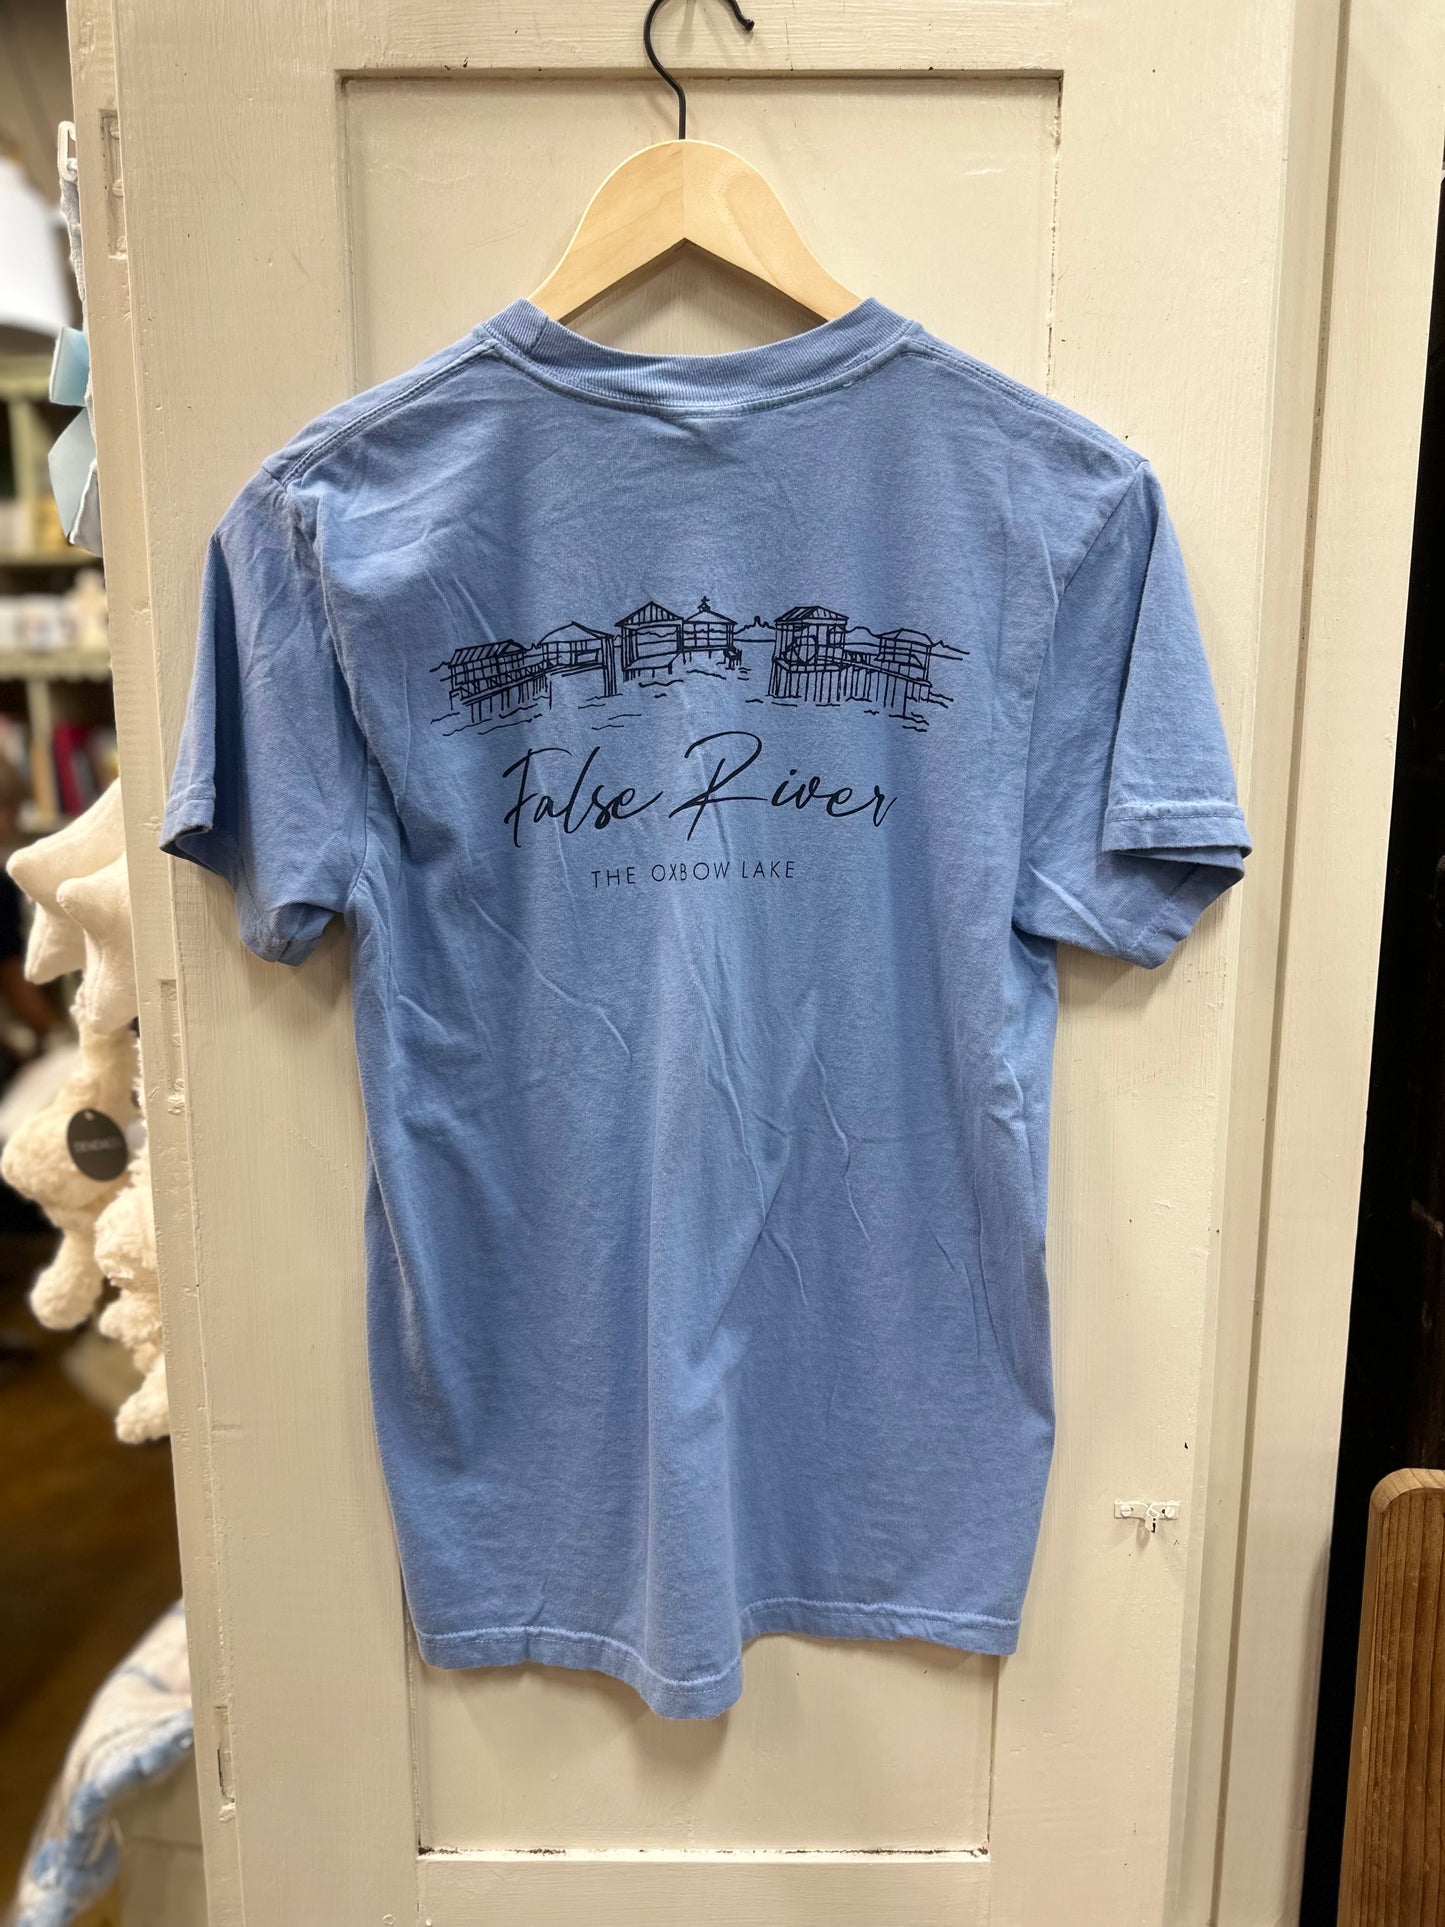 False River
THE OXBOW LAKE